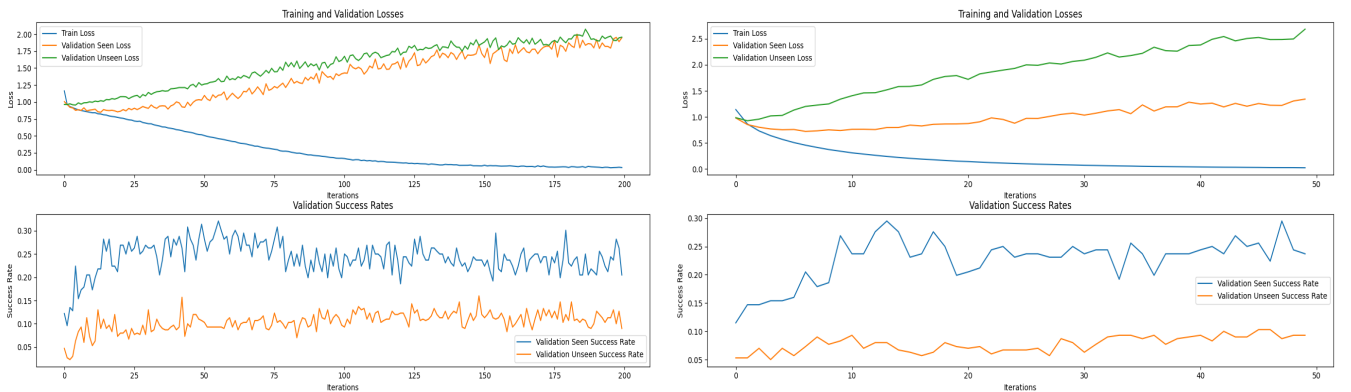 Training and Validation Losses
Loss
2.00
1.75
1.50
1.25
1.00
0.75
0.50
0.25
0.00
Train Loss
Validation Seen Loss
Validation Unseen Loss
0 25 50 75 100 125 150 175 200
Iterations
Training and Validation Losses
Loss
2.5
2.0
1.5
1.0
0.5
0.0
Train Loss
Validation Seen Loss
Validation Unseen Loss
0 10 20 30 40 50
Iterations
Validation Success Rates
Success Rate
0.30
0.25
0.20
0.15
0.10
0.05
Validation Seen Success Rate
Validation Unseen Success Rate
0 25 50 75 100 125 150 175 200
Iterations
Validation Success Rates
Success Rate
0.30
0.25
0.20
0.15
0.10
0.05
Validation Seen Success Rate
Validation Unseen Success Rate
0 10 20 30 40 50
Iterations